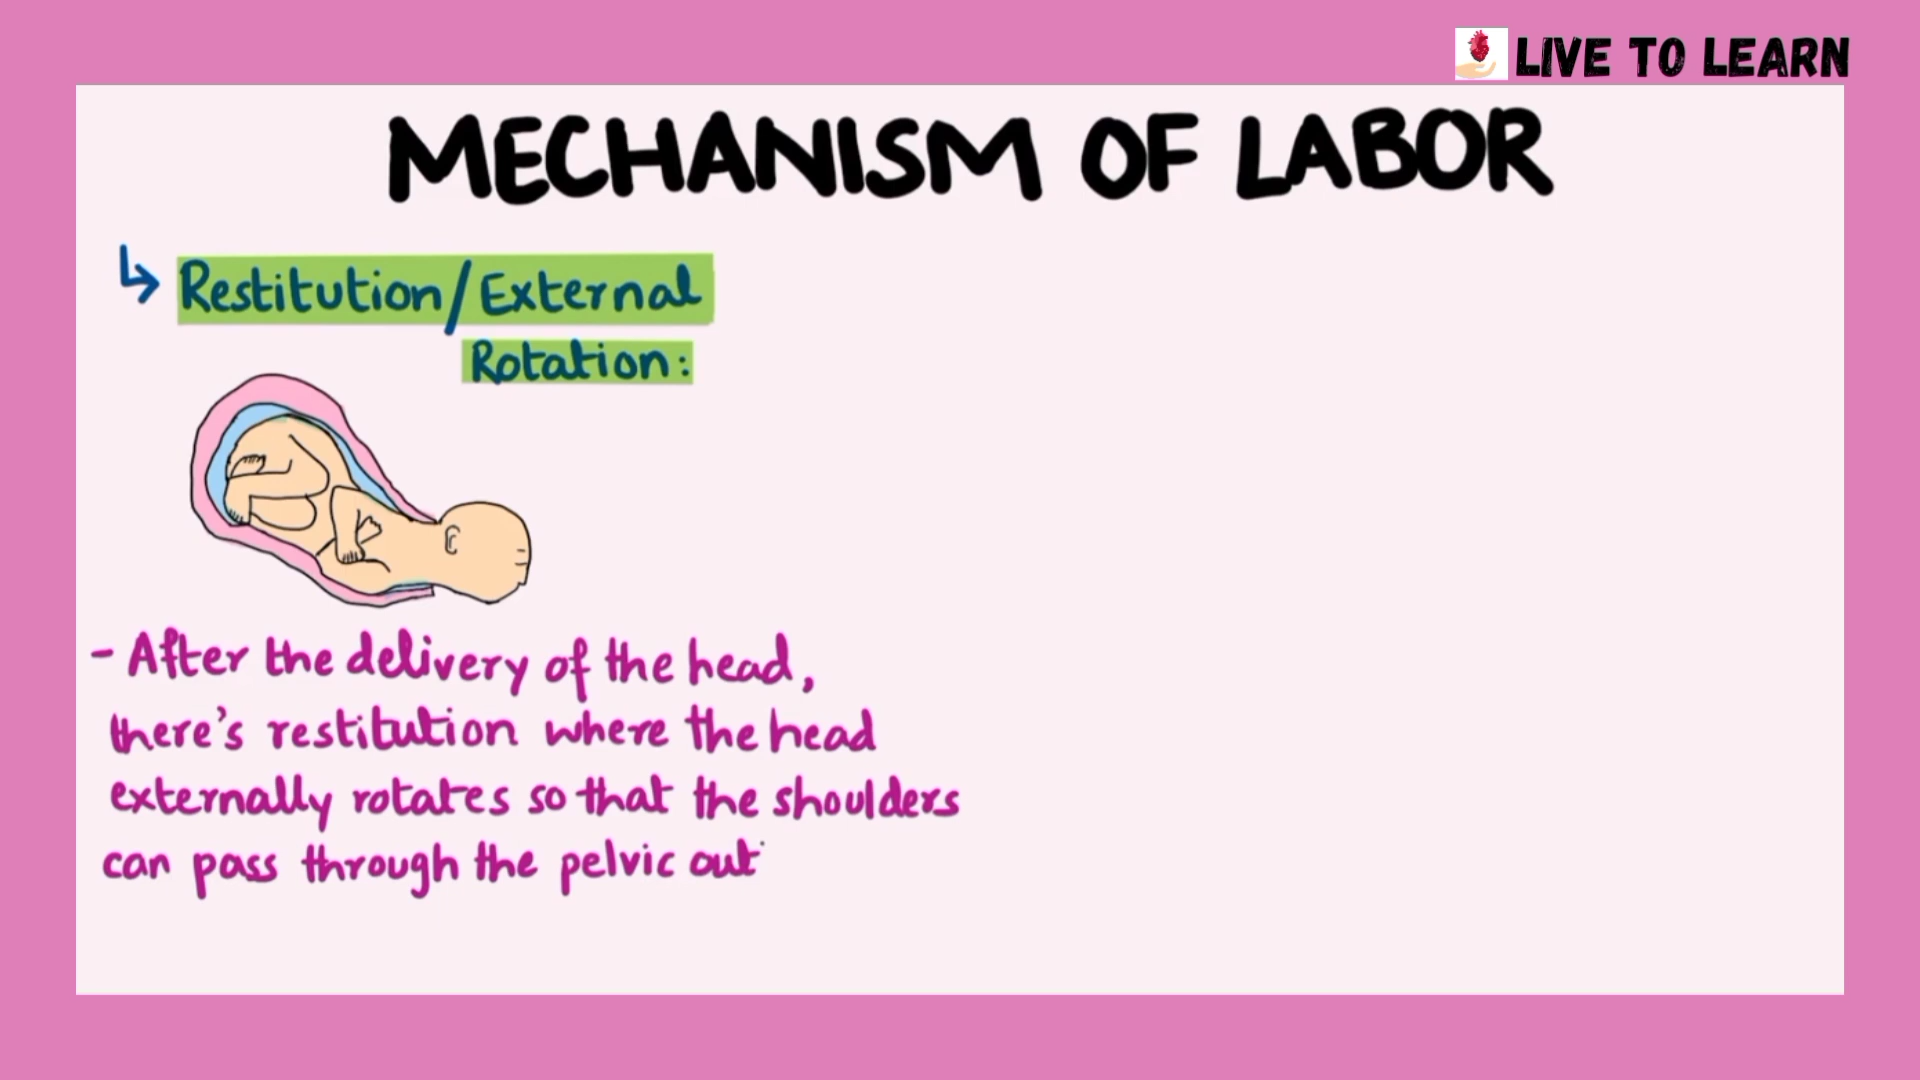 LIVE TO LEARN
MECHANISM OF LABOR
Restitution/External
Rotation:
- After the delivery of the head,
there's restitution where the head
externally rotates so that the shoulders
can pass through the pelvic out